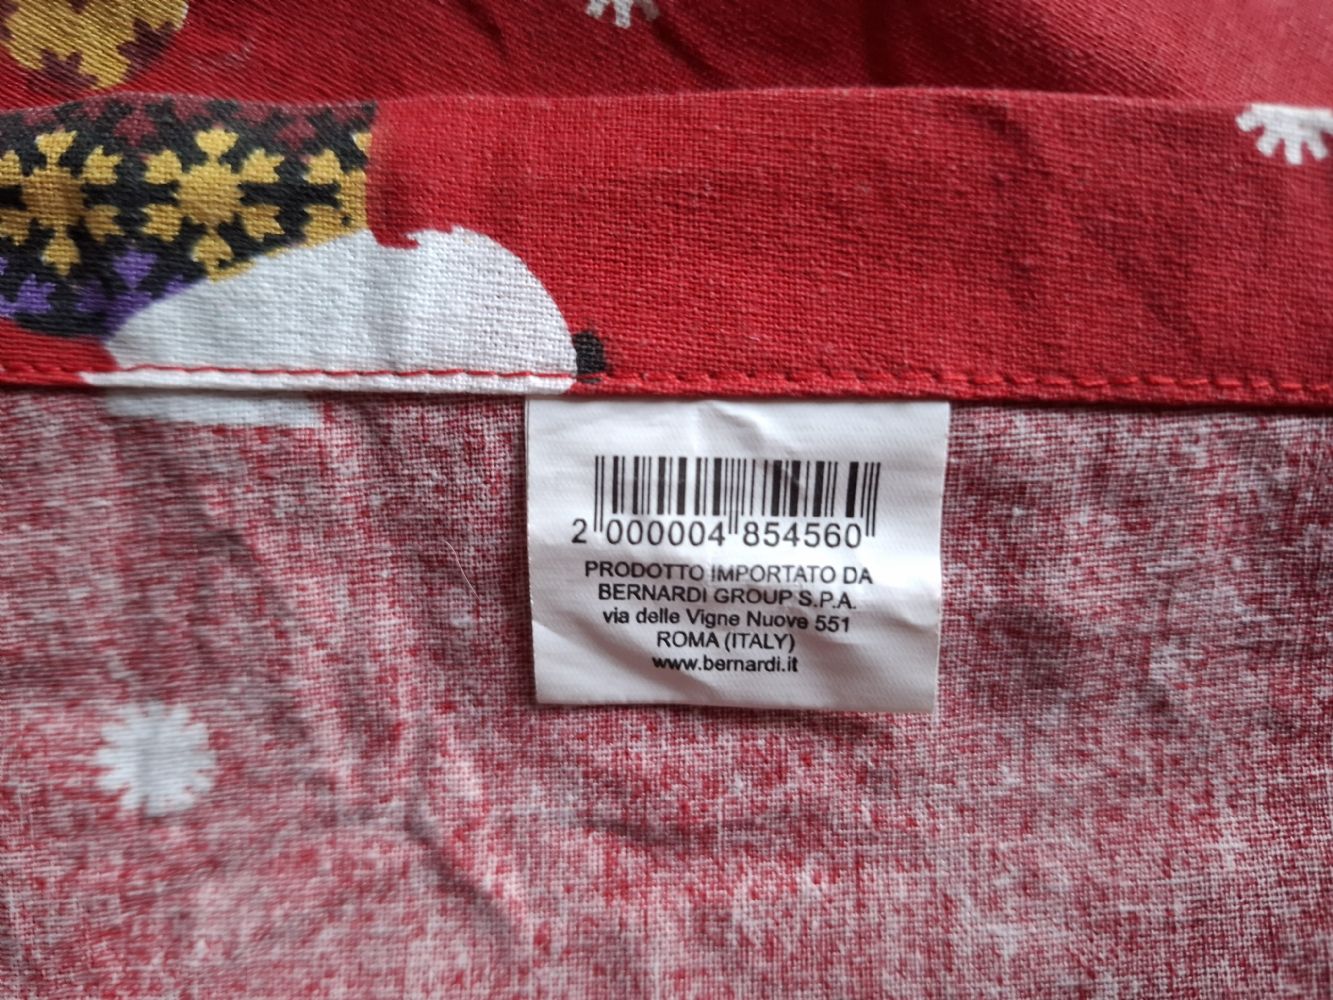 2 000004 854560
PRODOTTO IMPORTATO DA
BERNARDI GROUP S.P.A.
via delle Vigne Nuove 551
ROMA (ITALY)
www.bernardi.it